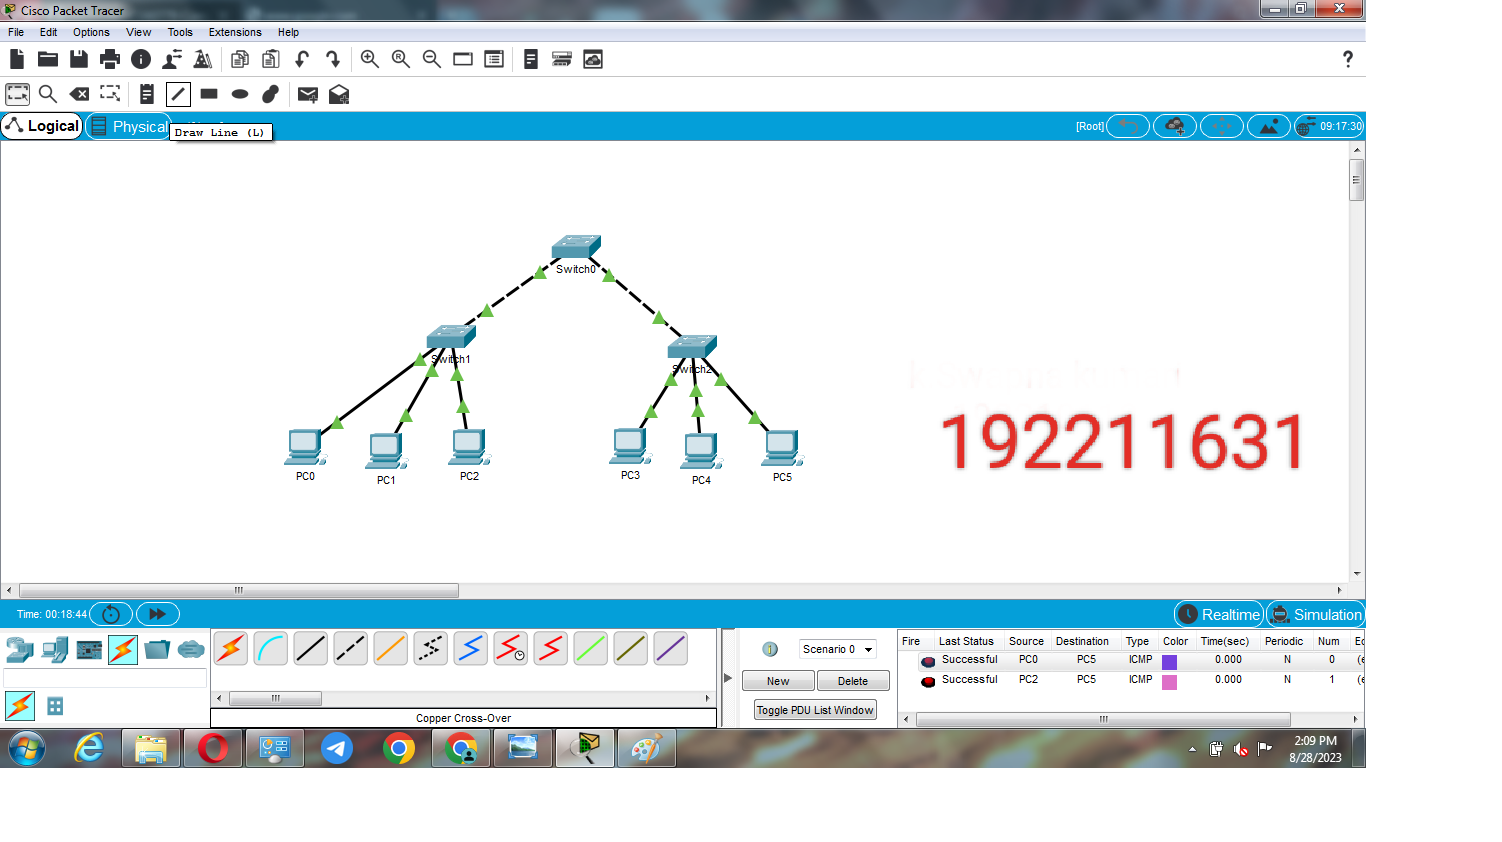 Cisco Packet Tracer
File Edit Options View Tools Extensions Help
Logical Physical [Root] 09:17:30
Draw Line (L)
Switch0
Switch1
Switch2
192211631
PC0 PC1 PC2 PC3 PC4 PC5
Time: 00:18:44 Realtime Simulation
Scenario 0
New Delete
Toggle PDU List Window
Fire Last Status Source Destination Type Color Time(sec) Periodic Num
Successful PC0 PC5 ICMP 0.000 N 0
Successful PC2 PC5 ICMP 0.000 N 1
Copper Cross-Over
2:09 PM
8/28/2023